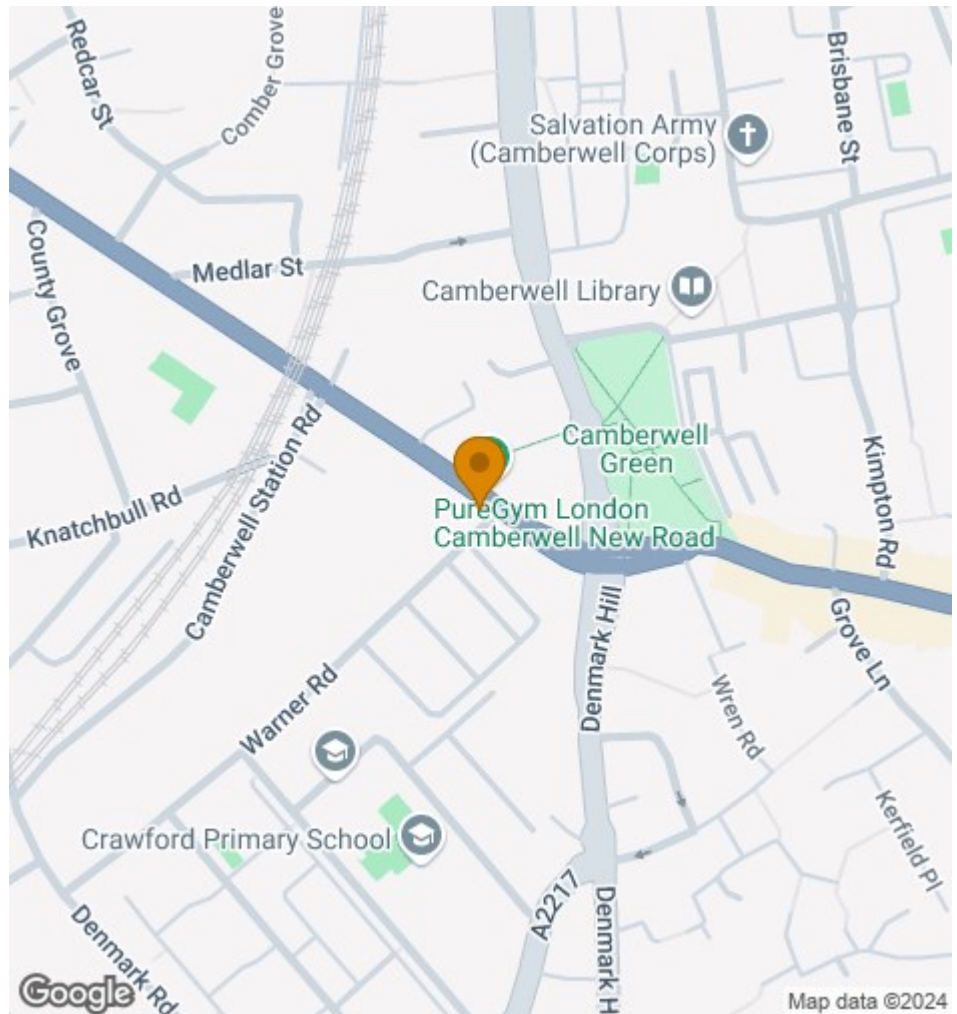 Redcar St
Comber Grove
Brisbane St
Salvation Army
(Camberwell Corps)
County Grove
Medlar St
Camberwell Library
Camberwell
Green
Kimpton Rd
Camberwell Station Rd
Knatchbull Rd
PureGym London
Camberwell New Road
Denmark Hill
Grove Ln
Warner Rd
Wren Rd
Kerfield Pl
Crawford Primary School
A2217
Denmark H
Denmark Rd
Google
Map data ©2024